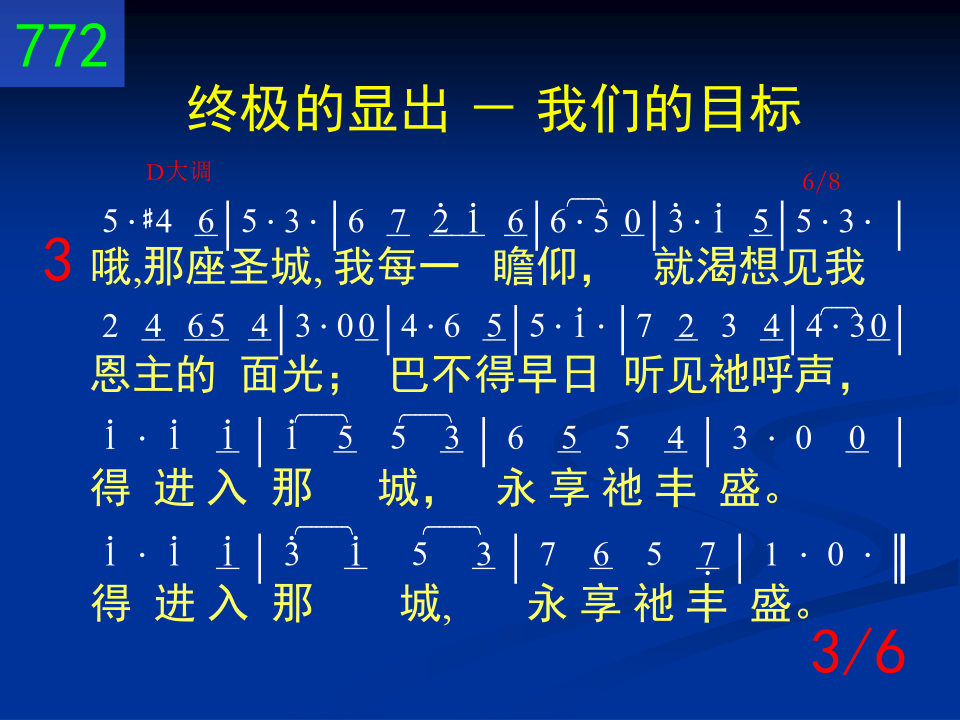 772
终极的显出 － 我们的目标
D大调 6/8
5 · #4 6 | 5 · 3 · | 6 7 2̇ 1̇ 6 | 6 · 5 0 | 3̇ · 1̇ 5 | 5 · 3 · |
3 哦,那座圣城, 我每一 瞻仰， 就渴想见我
2 4 6 5 4 | 3 · 0 0 | 4 · 6 5 | 5 · 1̇ · | 7 2 3 4 | 4 · 3 0 |
恩主的 面光； 巴不得早日 听见祂呼声，
1̇ · 1̇ 1̇ | 1̇ 5 5 3 | 6 5 5 4 | 3 · 0 0 |
得 进 入 那 城， 永 享 祂 丰 盛。
1̇ · 1̇ 1̇ | 3̇ 1̇ 5 3 | 7 6 5 7̣ | 1 · 0 · ‖
得 进 入 那 城, 永 享 祂 丰 盛。
3/6